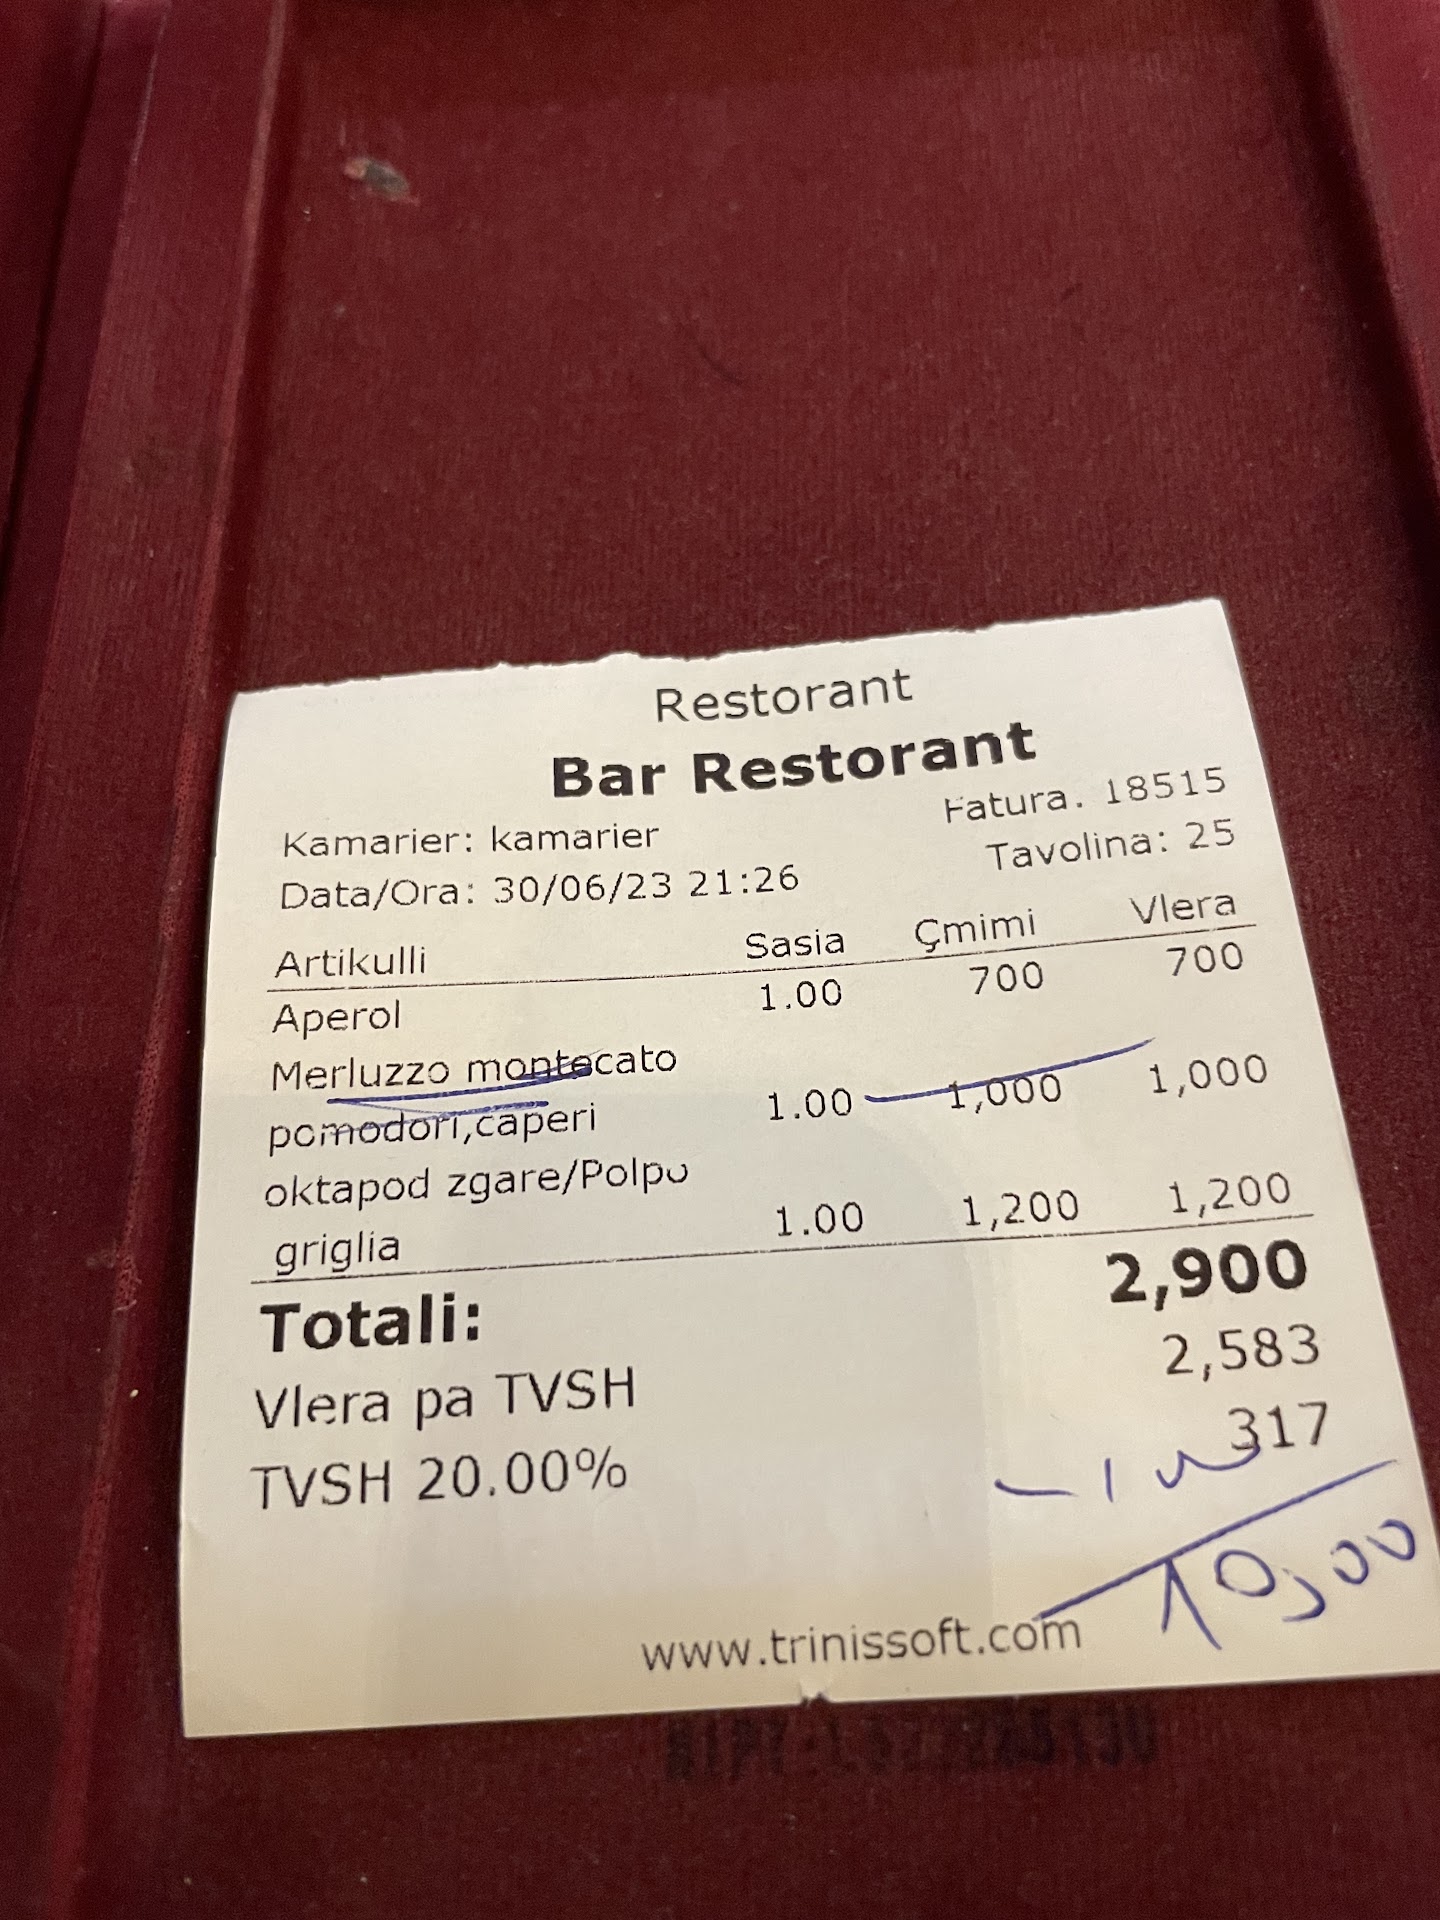 Restorant
Bar Restorant
Fatura. 18515
Kamarier: kamarier
Tavolina: 25
Data/Ora: 30/06/23 21:26
Artikulli Sasia Çmimi Vlera
Aperol 1.00 700 700
Merluzzo montecato
pomodori,caperi 1.00 1,000 1,000
oktapod zgare/Polpo
griglia 1.00 1,200 1,200
Totali: 2,900
Vlera pa TVSH 2,583
TVSH 20.00% 317
www.trinissoft.com